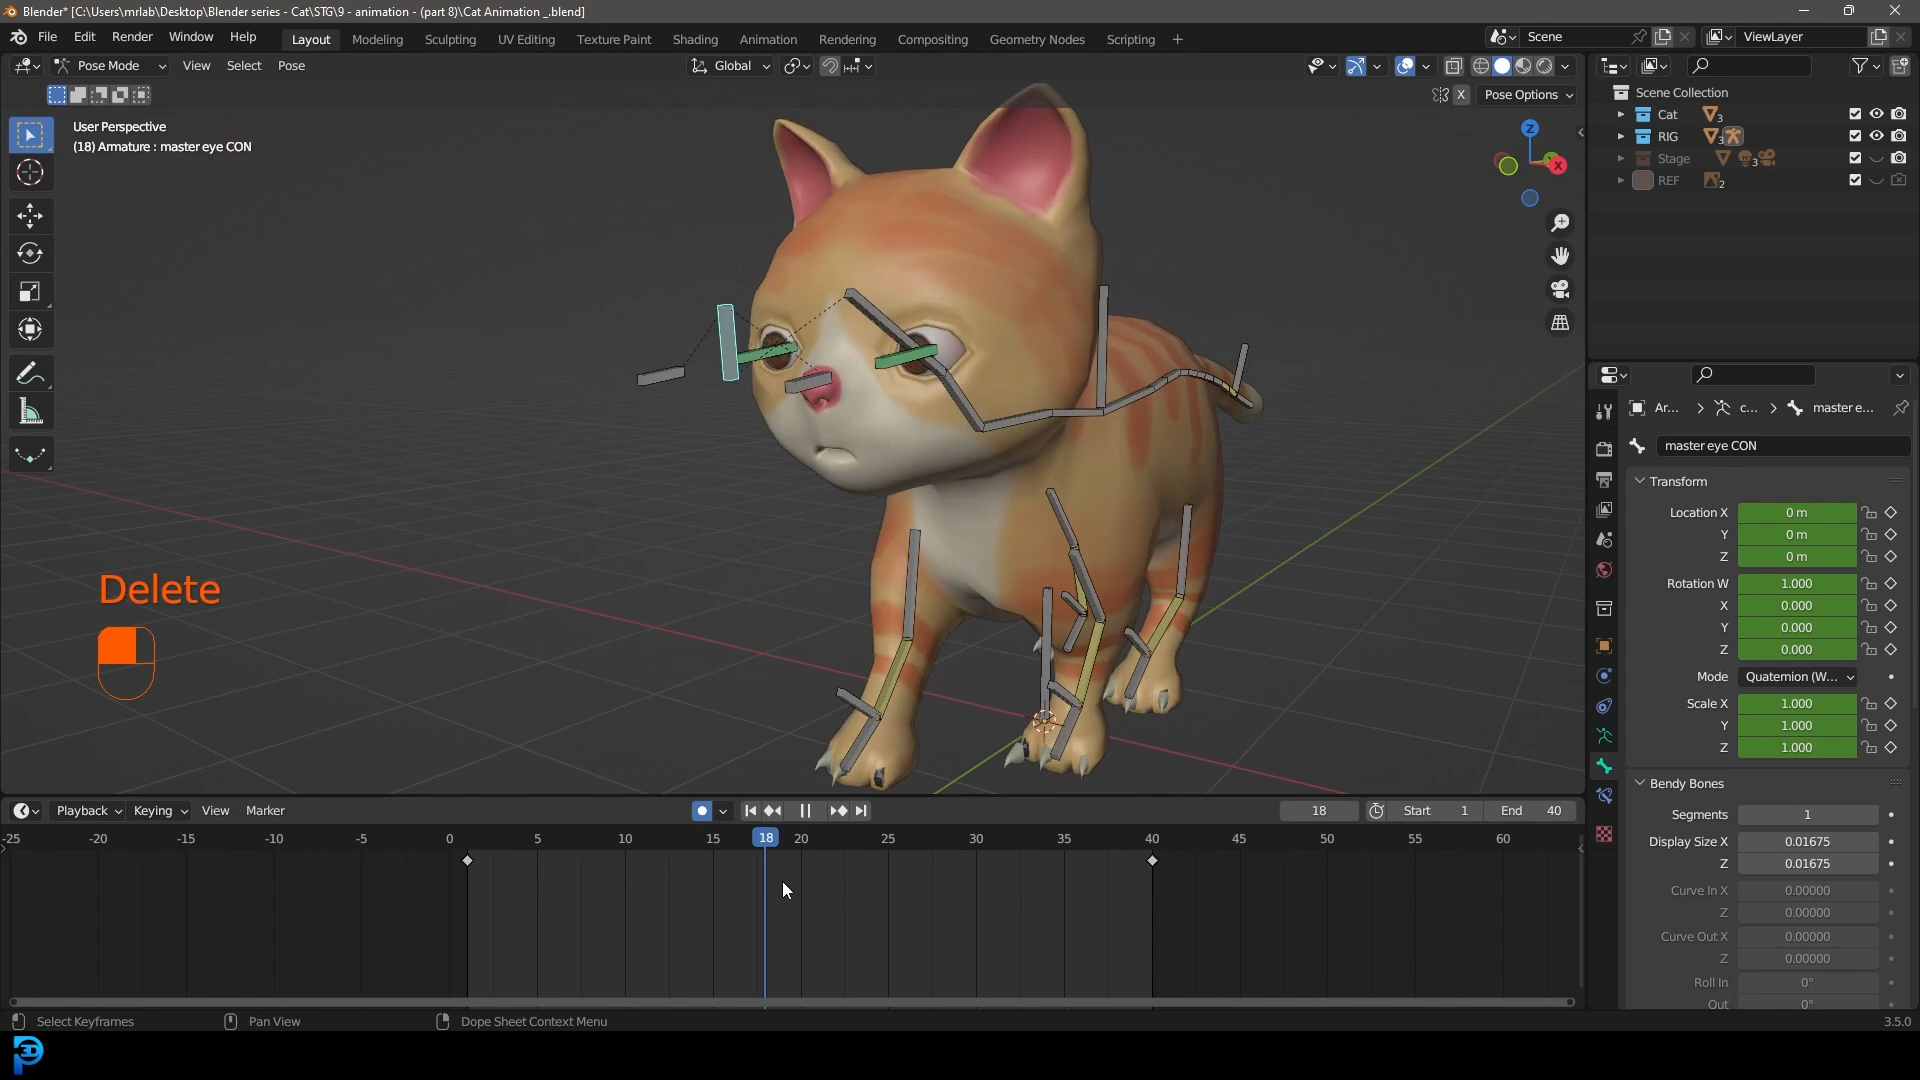 Blender* [C:\Users\mrlab\Desktop\Blender series - Cat\STG\9 - animation - (part 8)\Cat Animation _.blend]
File Edit Render Window Help Layout Modeling Sculpting UV Editing Texture Paint Shading Animation Rendering Compositing Geometry Nodes Scripting + Scene ViewLayer
Pose Mode View Select Pose Global
X Pose Options
User Perspective
(18) Armature : master eye CON
Z
X
Scene Collection
Cat 3
RIG 3
Stage 3
REF 2
Ar... > c... > master e...
master eye CON
Transform
Location X 0 m
Y 0 m
Z 0 m
Rotation W 1.000
X 0.000
Y 0.000
Z 0.000
Mode Quaternion (W...
Scale X 1.000
Y 1.000
Z 1.000
Bendy Bones
Segments 1
Display Size X 0.01675
Z 0.01675
Curve In X 0.00000
Z 0.00000
Curve Out X 0.00000
Z 0.00000
Roll In 0°
Out 0°
Delete
Playback Keying View Marker 18 Start 1 End 40
-25 -20 -15 -10 -5 0 5 10 15 18 20 25 30 35 40 45 50 55 60
Select Keyframes Pan View Dope Sheet Context Menu 3.5.0
3D